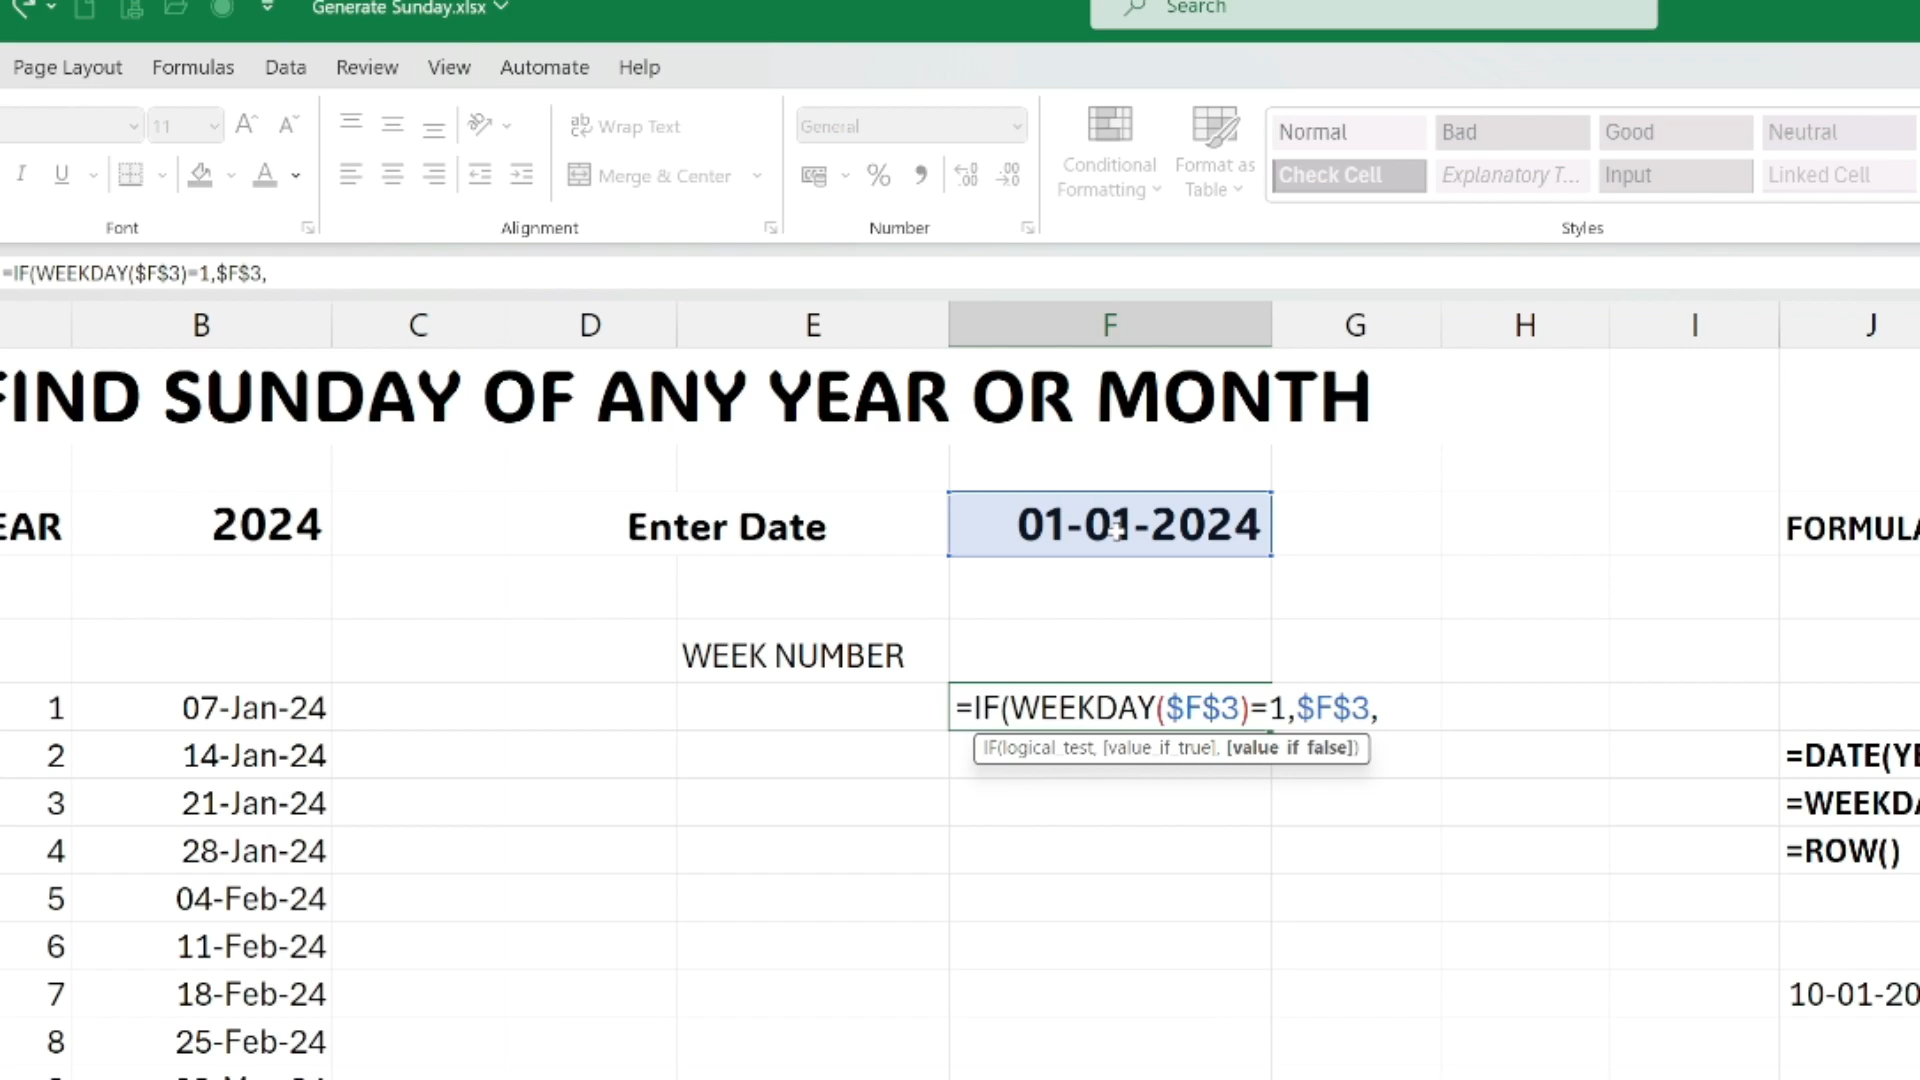 Generate Sunday.xlsx
Search
Page Layout Formulas Data Review View Automate Help
11 A A ab Wrap Text General Conditional Formatting Format as Table Normal Bad Good Neutral
I U A Merge & Center % Check Cell Explanatory T... Input Linked Cell
Font Alignment Number Styles
=IF(WEEKDAY($F$3)=1,$F$3,
B C D E F G H I J
FIND SUNDAY OF ANY YEAR OR MONTH
EAR 2024 Enter Date 01-01-2024 FORMULA
WEEK NUMBER
1 07-Jan-24 =IF(WEEKDAY($F$3)=1,$F$3,
IF(logical_test, [value_if_true], [value_if_false])
2 14-Jan-24 =DATE(YE
3 21-Jan-24 =WEEKDA
4 28-Jan-24 =ROW()
5 04-Feb-24
6 11-Feb-24
7 18-Feb-24 10-01-20
8 25-Feb-24